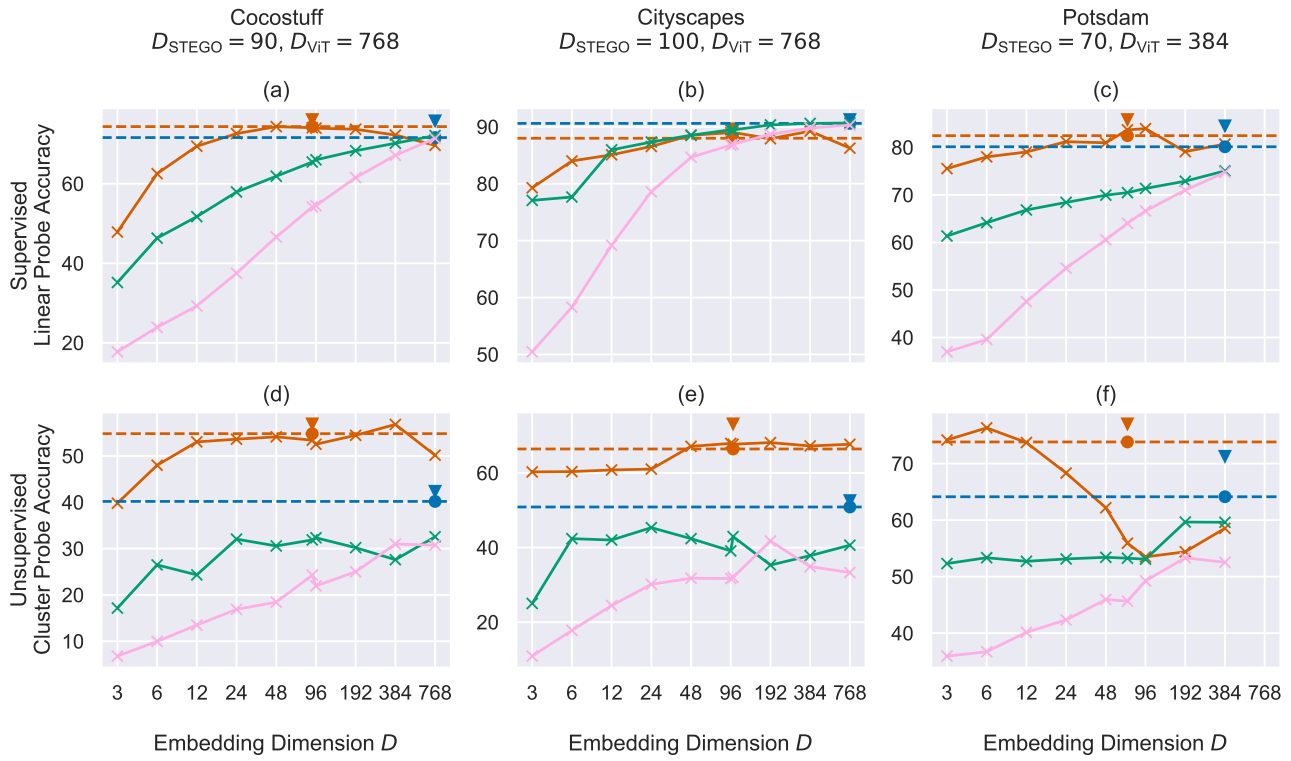 Cocostuff
D_STEGO = 90, D_ViT = 768
Cityscapes
D_STEGO = 100, D_ViT = 768
Potsdam
D_STEGO = 70, D_ViT = 384
(a)
(b)
(c)
Supervised
Linear Probe Accuracy
60
40
20
90
80
70
60
50
80
70
60
50
40
(d)
(e)
(f)
Unsupervised
Cluster Probe Accuracy
50
40
30
20
10
60
40
20
70
60
50
40
3 6 12 24 48 96 192 384 768
3 6 12 24 48 96 192 384 768
3 6 12 24 48 96 192 384 768
Embedding Dimension D
Embedding Dimension D
Embedding Dimension D